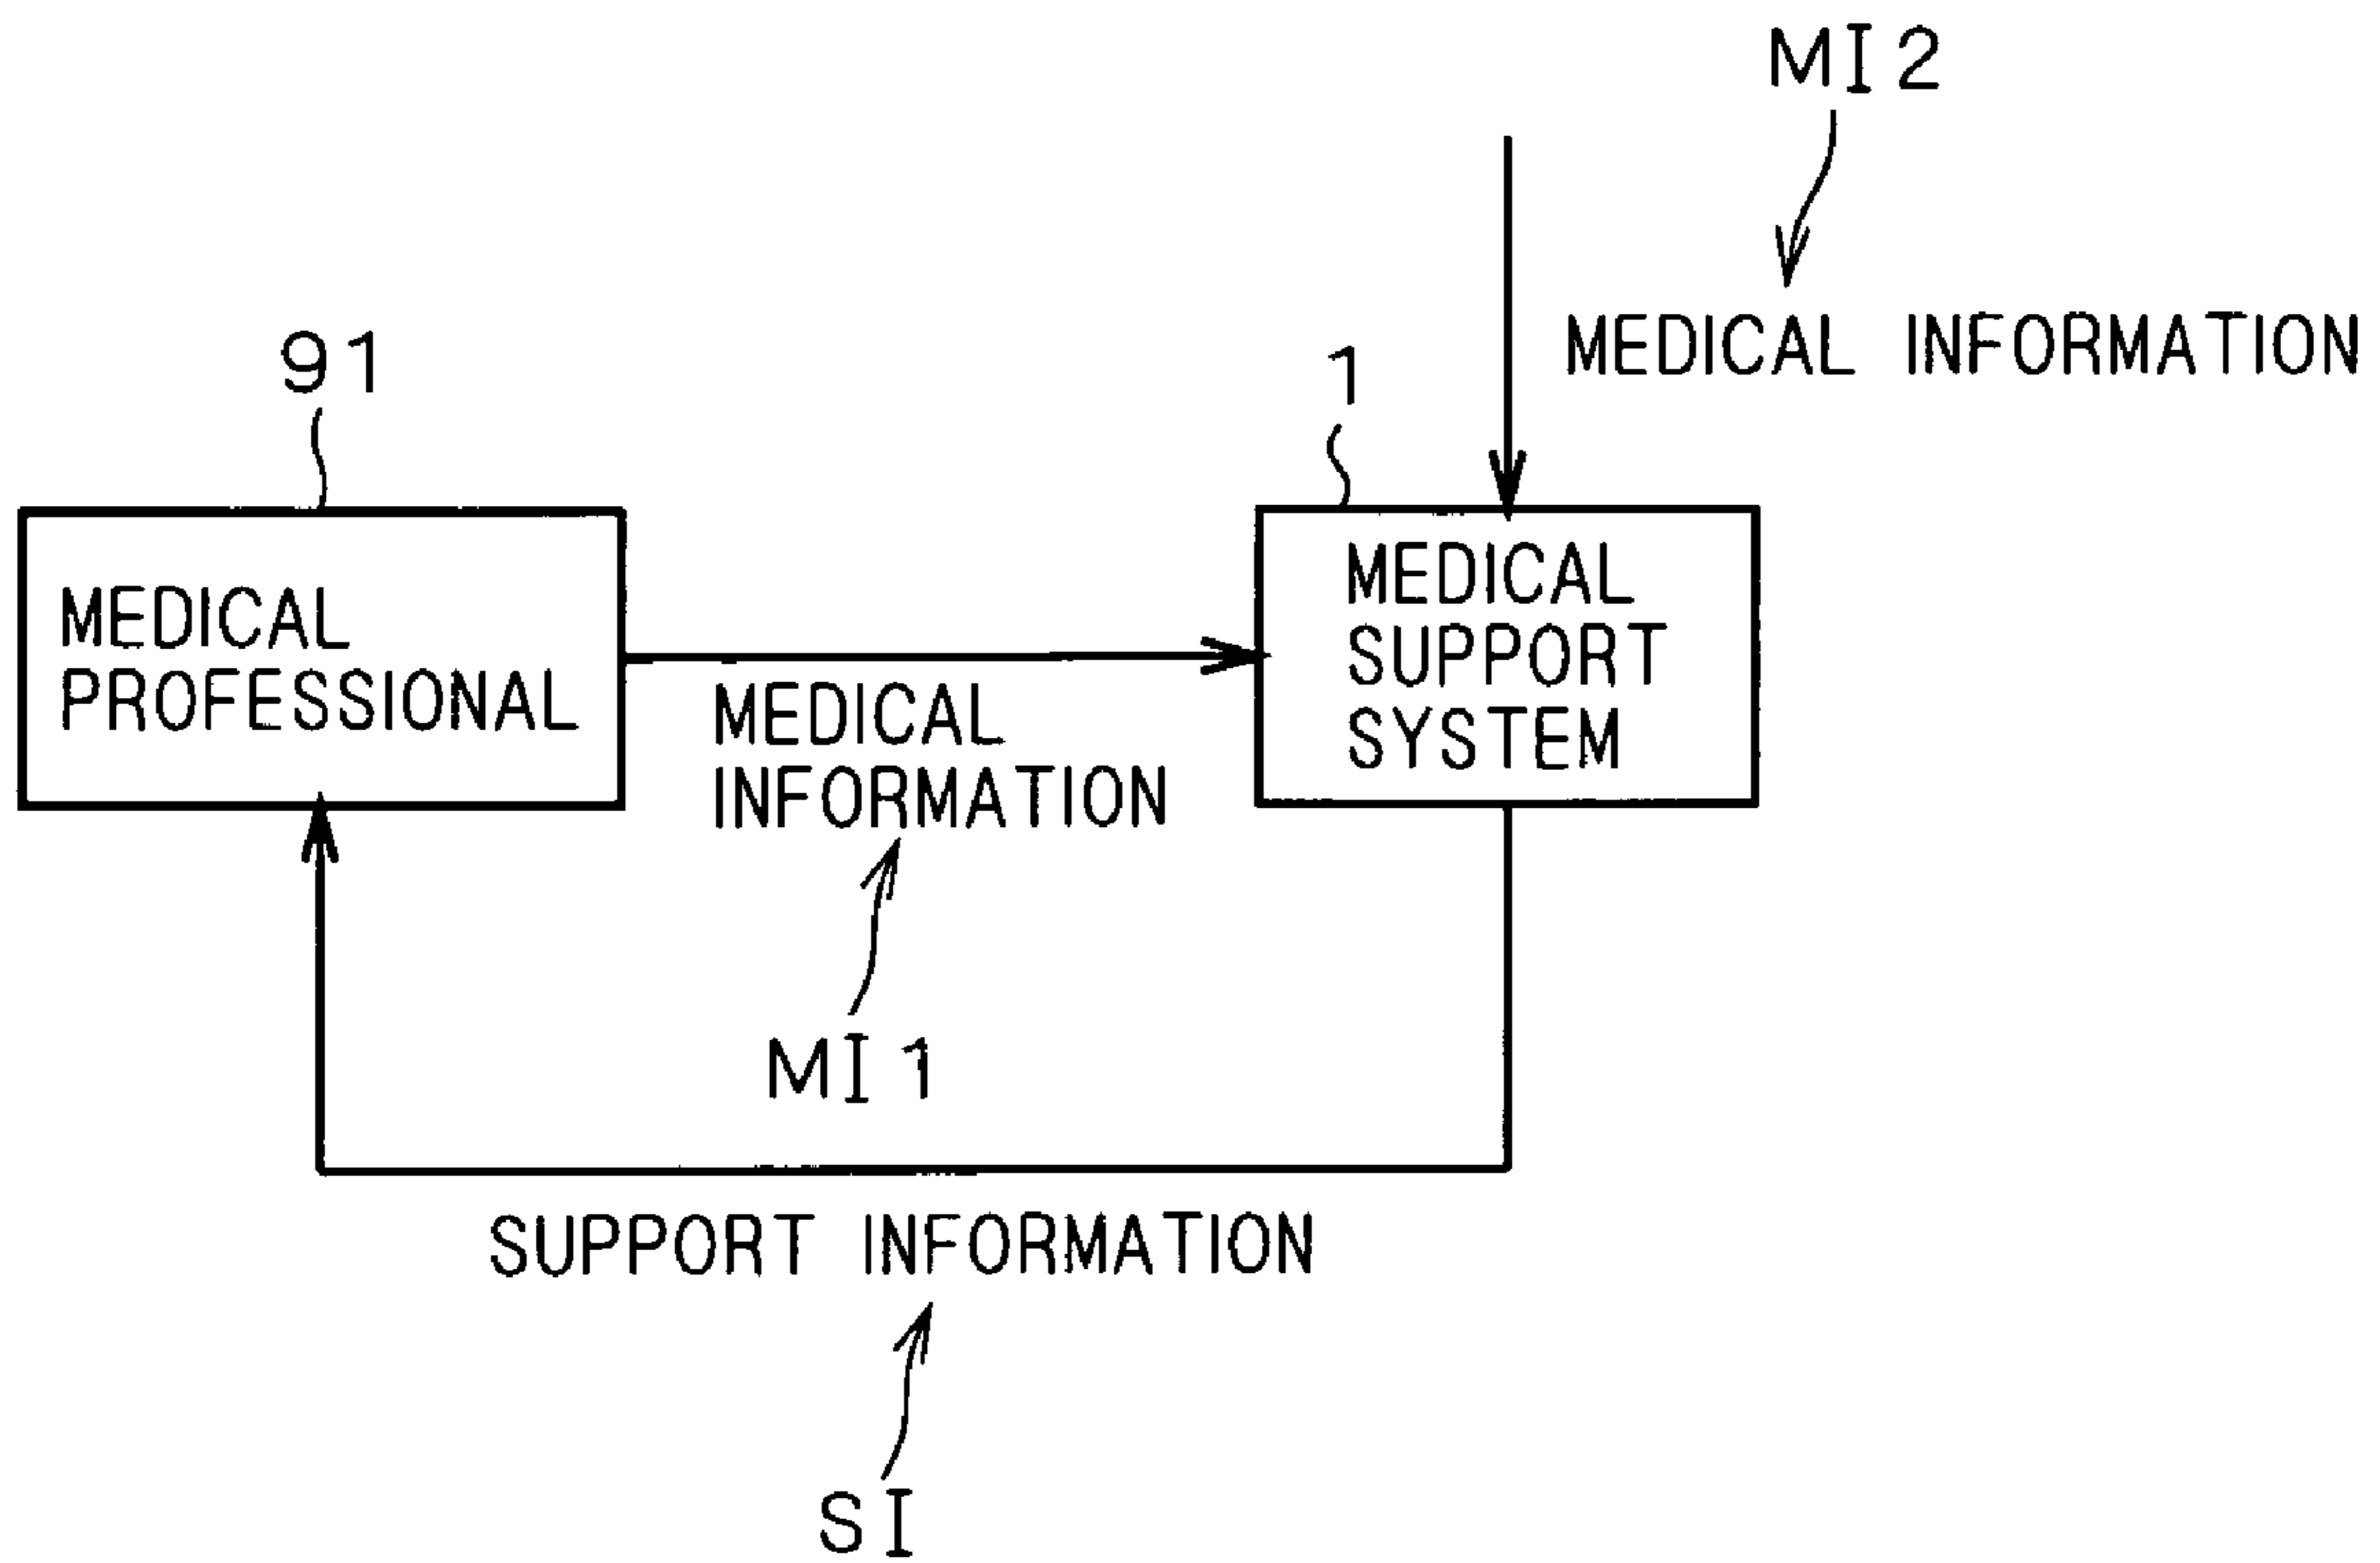 MI2
MEDICAL INFORMATION
91
1
MEDICAL
PROFESSIONAL
MEDICAL
SUPPORT
SYSTEM
MEDICAL
INFORMATION
MI1
SUPPORT INFORMATION
SI